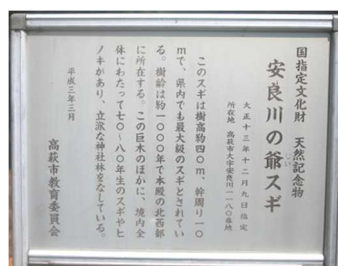 国指定文化財 天然記念物
安良川の爺スギ
じい
大正十三年十二月九日指定
所在地 高萩市大字安良川一一八〇番地
このスギは樹高約四〇m、幹周り一〇
mで、県内でも最大級のスギとされてい
る。樹齢は約一〇〇〇年で本殿の北西部
に所在する。この巨木のほかに、境内全
体にわたって七〇〜八〇年生のスギやヒ
ノキがあり、立派な神社林をなしている。
平成三年三月
高萩市教育委員会